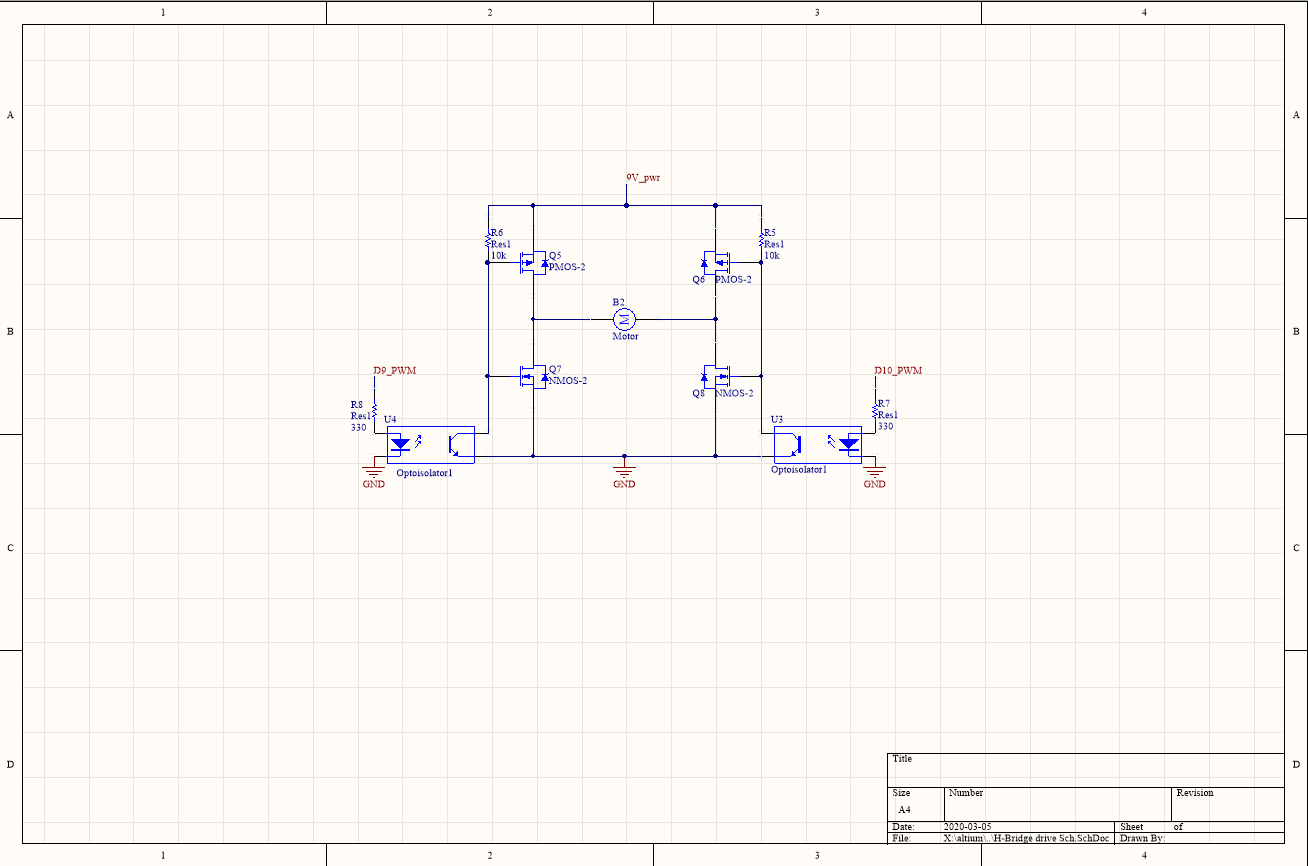 1 2 3 4
A A
9V_pwr
B B
R6
Res1
10k
Q5
PMOS-2
R5
Res1
10k
Q6 PMOS-2
B2
M
Motor
D9_PWM
R8
Res1
330
U4
Optoisolator1
GND
Q7
NMOS-2
Q8 NMOS-2
GND
D10_PWM
R7
Res1
330
U3
Optoisolator1
GND
C C
D D
Title
Size
A4
Number
Revision
Date: 2020-03-05 Sheet of
File: X:\altium\..\H-Bridge drive Sch.SchDoc Drawn By:
1 2 3 4